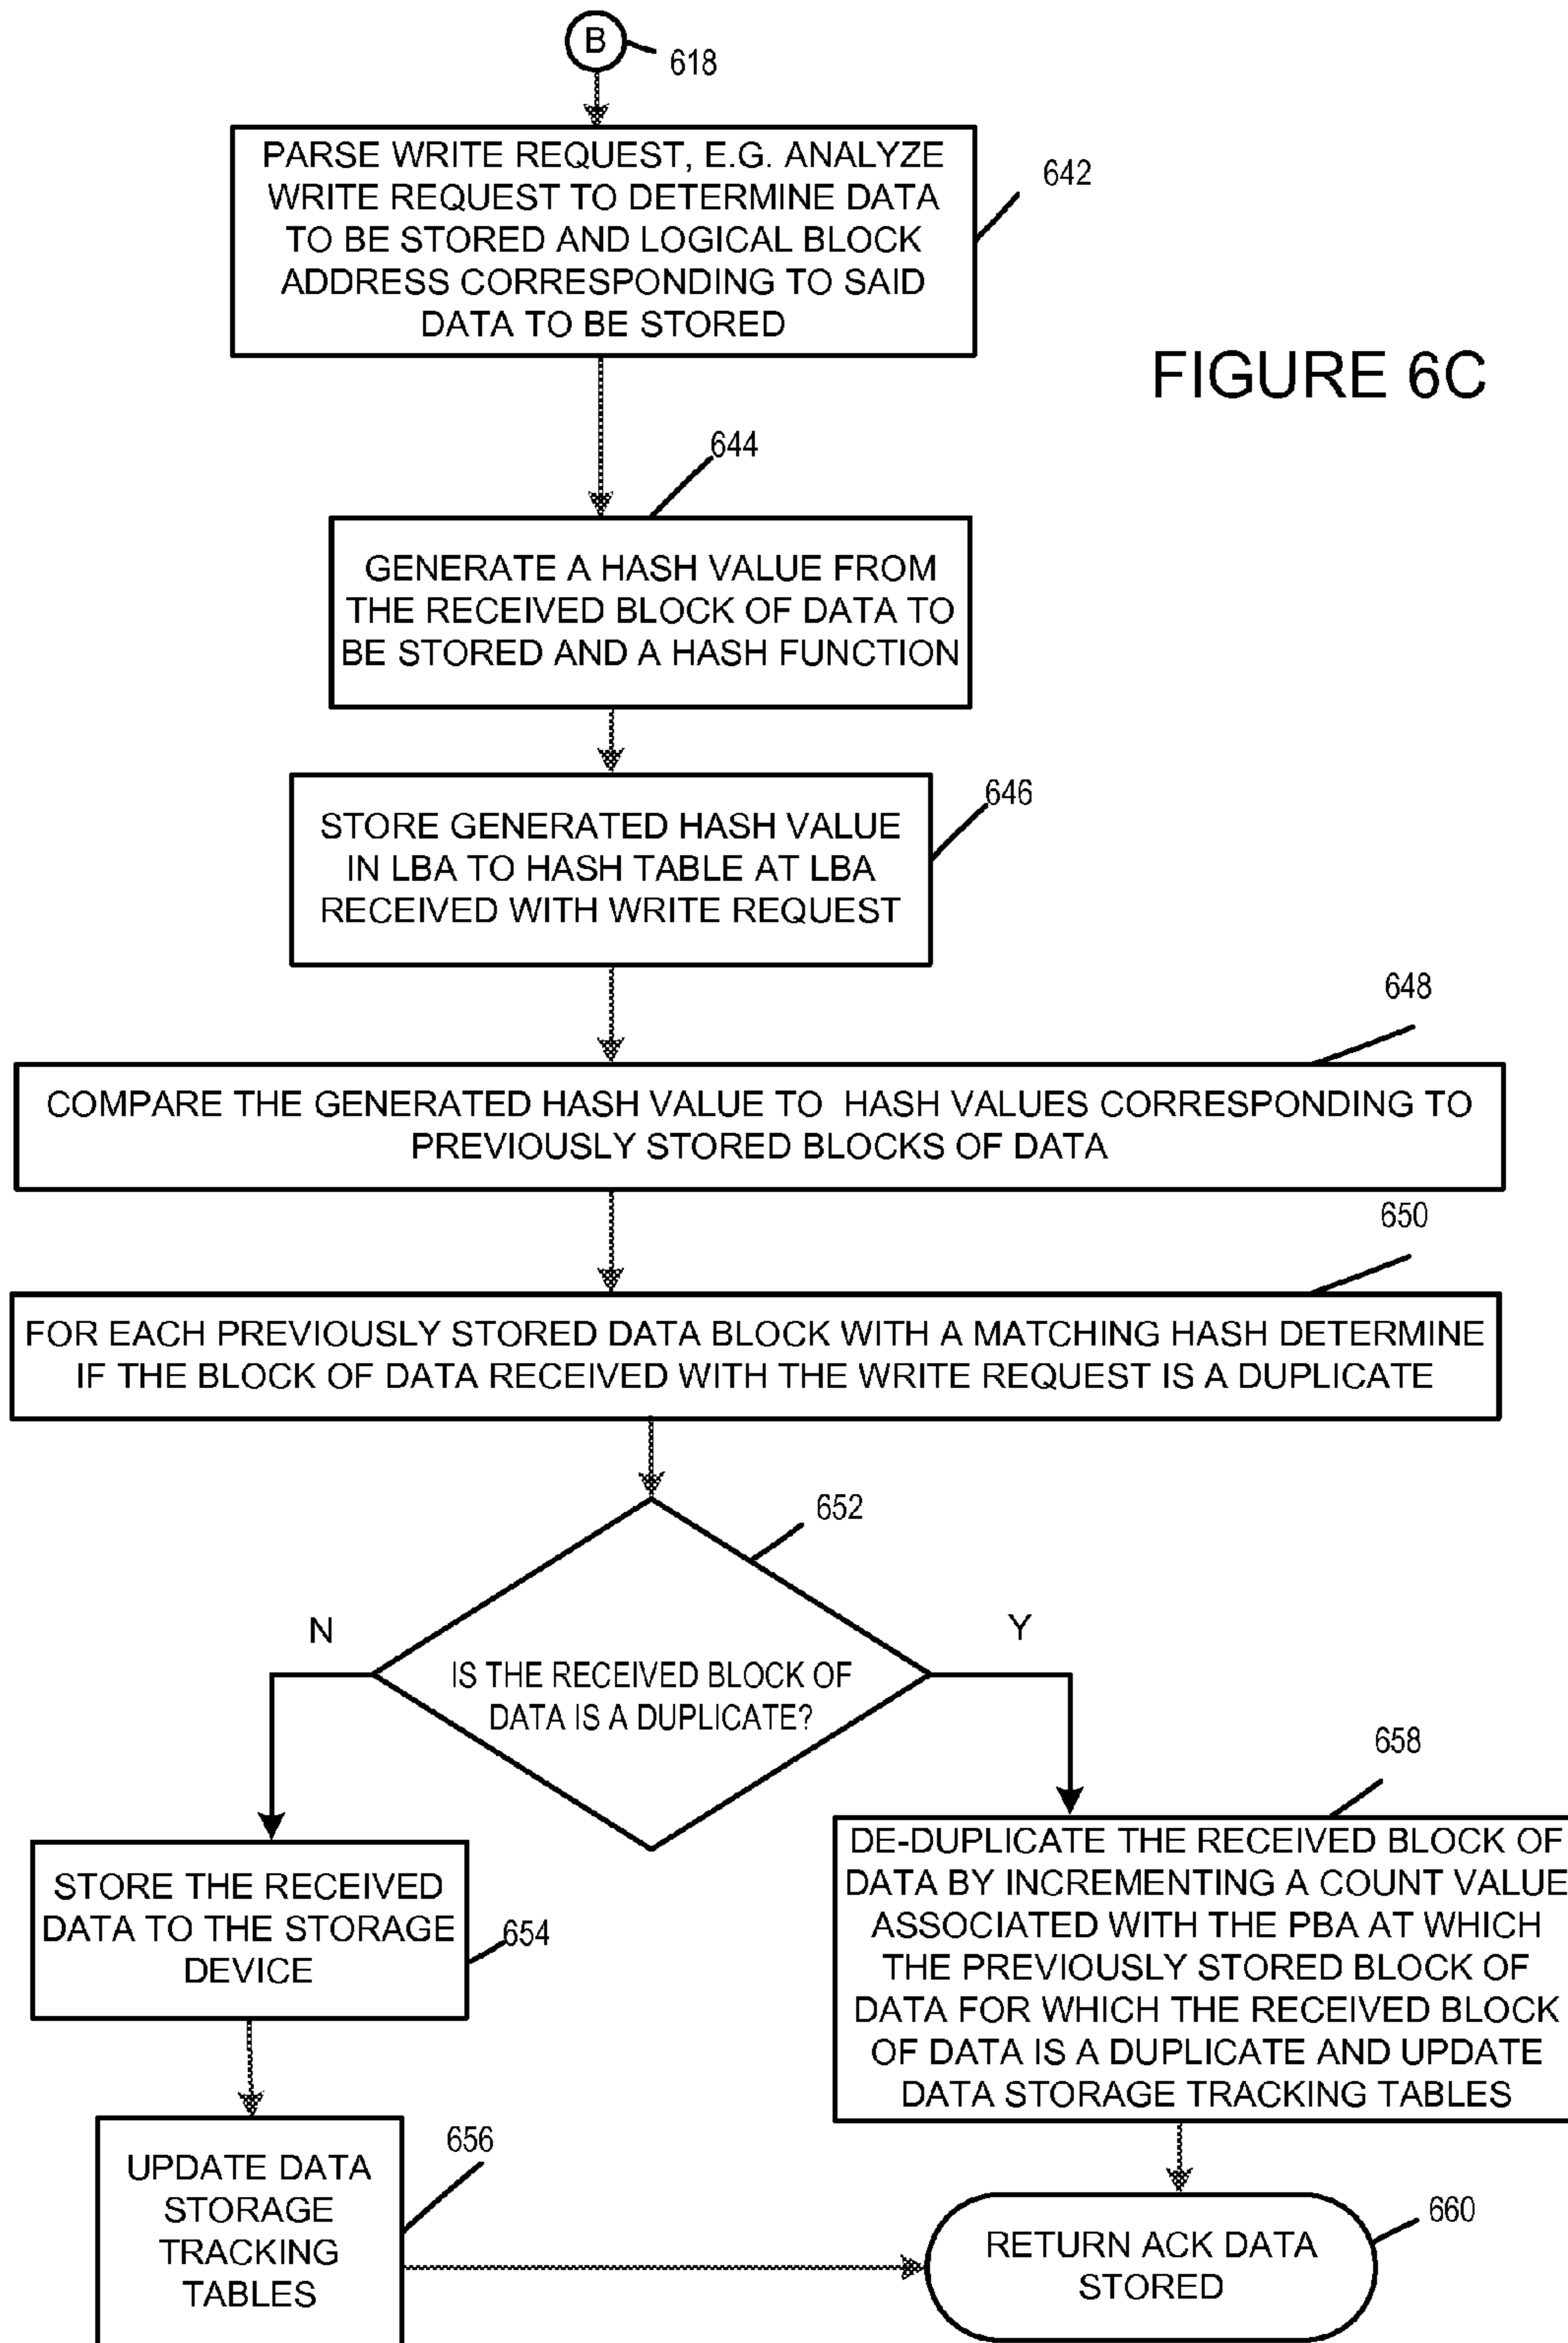 B
618
PARSE WRITE REQUEST, E.G. ANALYZE
WRITE REQUEST TO DETERMINE DATA
TO BE STORED AND LOGICAL BLOCK
ADDRESS CORRESPONDING TO SAID
DATA TO BE STORED
642
FIGURE 6C
644
GENERATE A HASH VALUE FROM
THE RECEIVED BLOCK OF DATA TO
BE STORED AND A HASH FUNCTION
646
STORE GENERATED HASH VALUE
IN LBA TO HASH TABLE AT LBA
RECEIVED WITH WRITE REQUEST
648
COMPARE THE GENERATED HASH VALUE TO HASH VALUES CORRESPONDING TO
PREVIOUSLY STORED BLOCKS OF DATA
650
FOR EACH PREVIOUSLY STORED DATA BLOCK WITH A MATCHING HASH DETERMINE
IF THE BLOCK OF DATA RECEIVED WITH THE WRITE REQUEST IS A DUPLICATE
652
N
Y
IS THE RECEIVED BLOCK OF
DATA IS A DUPLICATE?
654
STORE THE RECEIVED
DATA TO THE STORAGE
DEVICE
658
DE-DUPLICATE THE RECEIVED BLOCK OF
DATA BY INCREMENTING A COUNT VALUE
ASSOCIATED WITH THE PBA AT WHICH
THE PREVIOUSLY STORED BLOCK OF
DATA FOR WHICH THE RECEIVED BLOCK
OF DATA IS A DUPLICATE AND UPDATE
DATA STORAGE TRACKING TABLES
656
UPDATE DATA
STORAGE
TRACKING
TABLES
660
RETURN ACK DATA
STORED